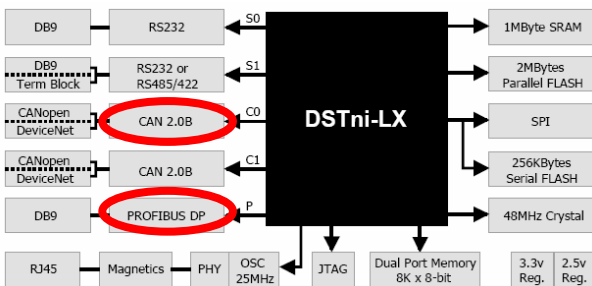 DB9 RS232 S0 1MByte SRAM
DB9
Term Block
RS232 or
RS485/422
S1
2MBytes
Parallel FLASH
CANopen
DeviceNet
CAN 2.0B
C0
DSTni-LX
SPI
CANopen
DeviceNet
CAN 2.0B
C1
256KBytes
Serial FLASH
DB9 PROFIBUS DP P 48MHz Crystal
RJ45 Magnetics PHY
OSC
25MHz
JTAG
Dual Port Memory
8K x 8-bit
3.3v
Reg.
2.5v
Reg.